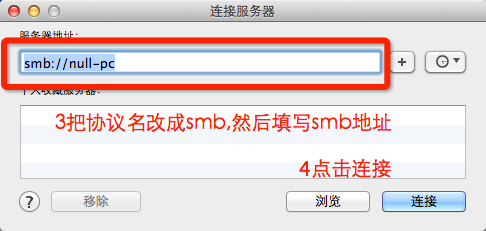 连接服务器
服务器地址：
smb://null-pc
+
个人收藏服务器：
3把协议名改成smb,然后填写smb地址
4点击连接
?
移除
浏览
连接